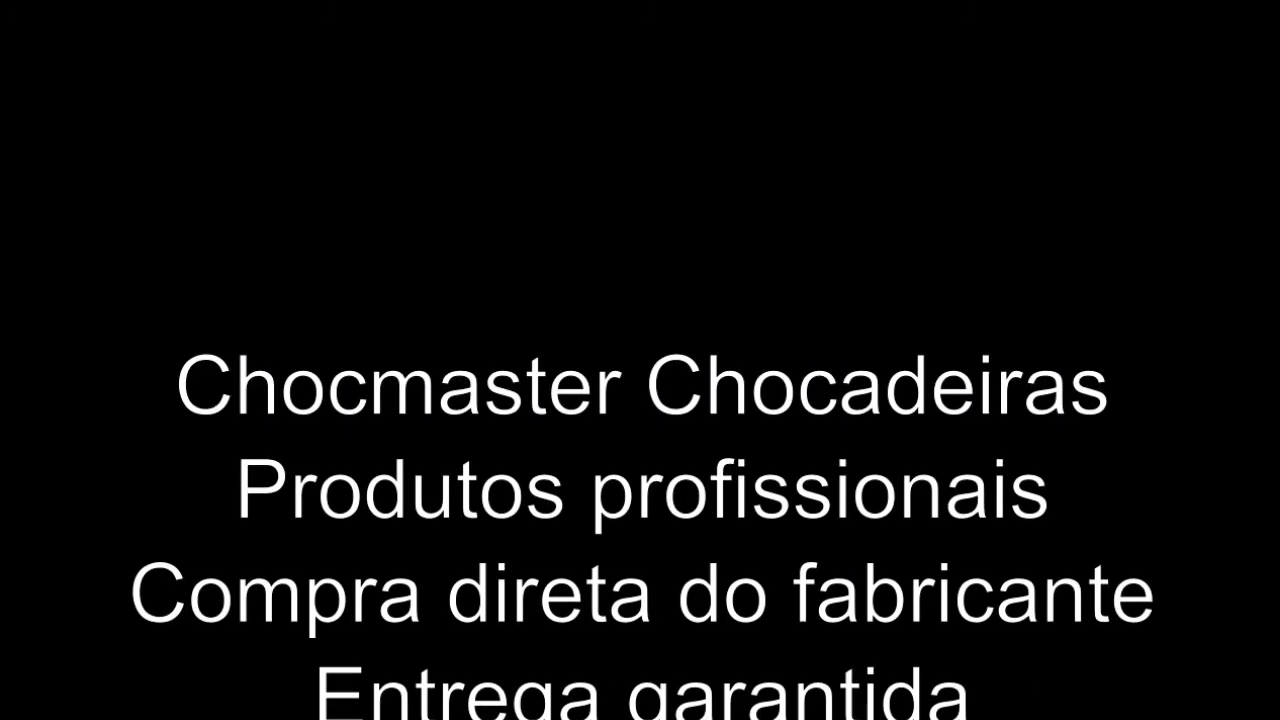 Chocmaster Chocadeiras
Produtos profissionais
Compra direta do fabricante
Entrega garantida